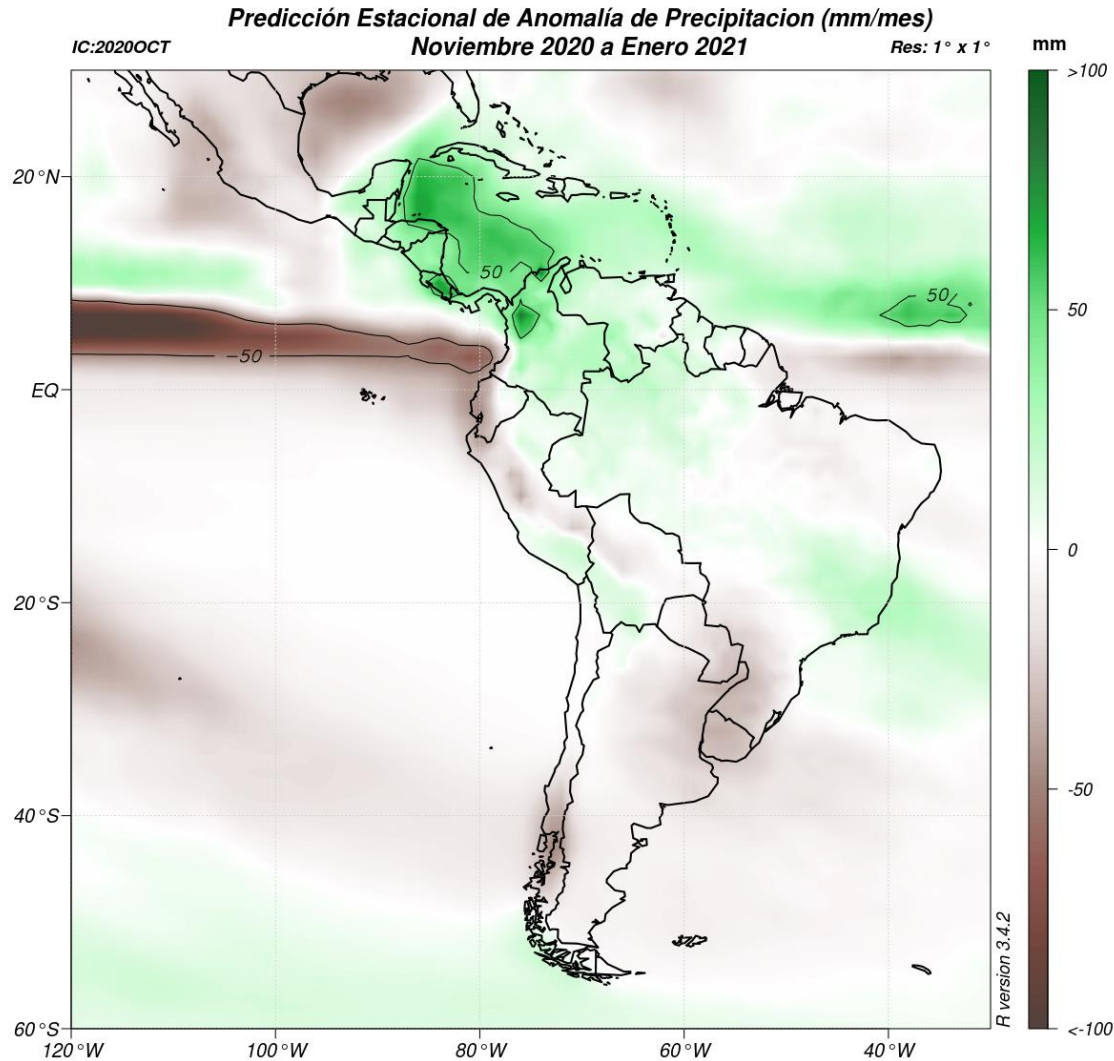 Predicción Estacional de Anomalía de Precipitacion (mm/mes)
IC:2020OCT
Noviembre 2020 a Enero 2021
Res: 1° x 1°
mm
>100
50
0
-50
<-100
20°N
EQ
20°S
40°S
60°S
50
50
-50
R version 3.4.2
120°W
100°W
80°W
60°W
40°W